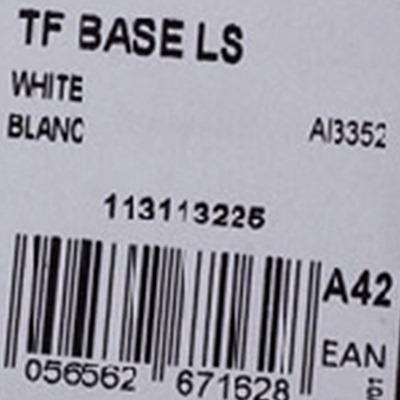 TF BASE LS
WHITE
BLANC
AI3352
113113225
A42
EAN
056562 671628